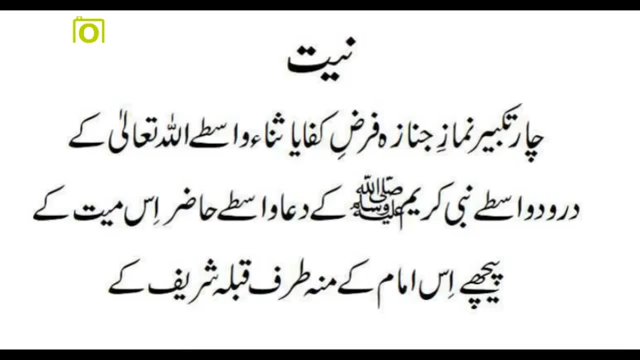 نیت
چار تکبیر نمازِ جنازہ فرضِ کفایا ثناء واسطے اللہ تعالیٰ کے
درود واسطے نبی کریم ﷺ کے دعا واسطے حاضر اِس میت کے
پیچھے اِس امام کے منہ طرف قبلہ شریف کے